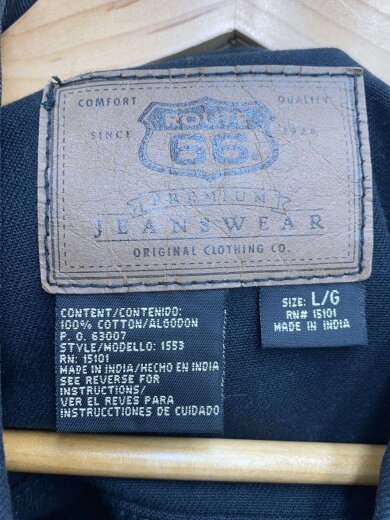 COMFORT QUALITY
ROUTE
SINCE 66 1926
PREMIUM
JEANSWEAR
ORIGINAL CLOTHING CO.
CONTENT/CONTENIDO:
100% COTTON/ALGODON
P. O. 63007
STYLE/MODELLO: 1553
RN: 15101
MADE IN INDIA/HECHO EN INDIA
SEE REVERSE FOR
INSTRUCTIONS/
VER EL REVES PARA
INSTRUCCTIONES DE CUIDADO
SIZE: L/G
RN# 15101
MADE IN INDIA